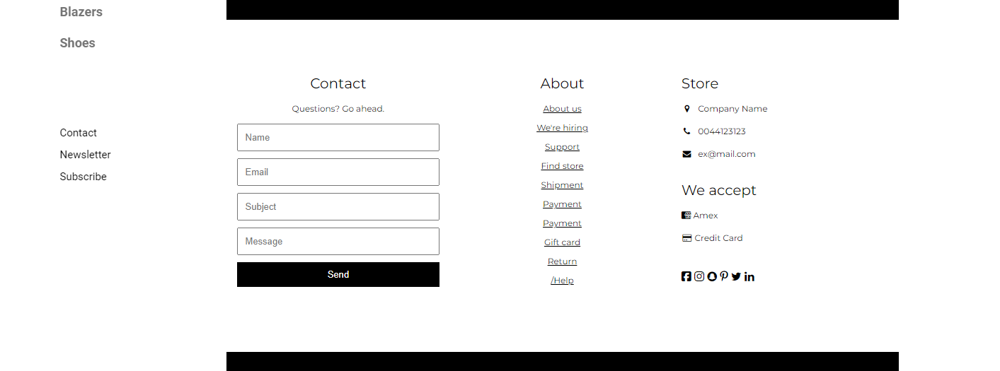 Blazers
Shoes
Contact
Newsletter
Subscribe
Contact
Questions? Go ahead.
Name
Email
Subject
Message
Send
About
About us
We're hiring
Support
Find store
Shipment
Payment
Payment
Gift card
Return
/Help
Store
Company Name
0044123123
ex@mail.com
We accept
Amex
Credit Card